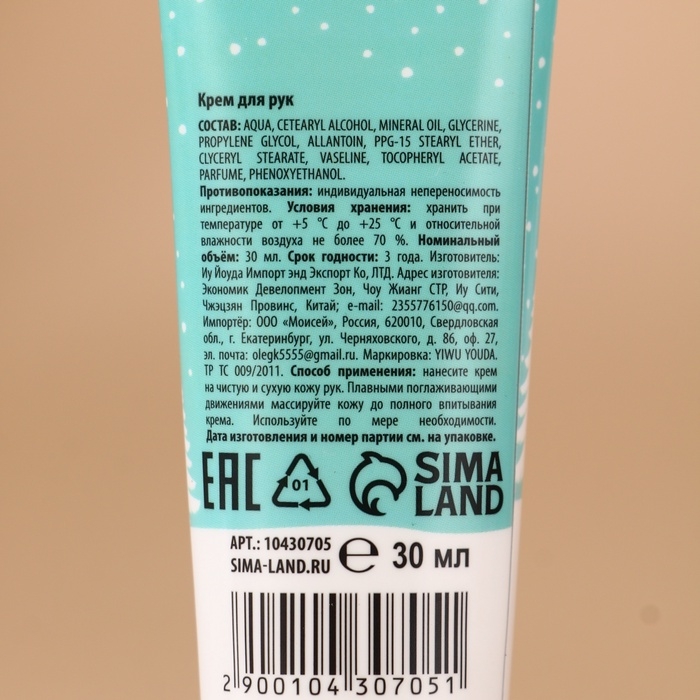 Крем для рук
СОСТАВ: AQUA, CETEARYL ALCOHOL, MINERAL OIL, GLYCERINE,
PROPYLENE GLYCOL, ALLANTOIN, PPG-15 STEARYL ETHER,
CLYCERYL STEARATE, VASELINE, TOCOPHERYL ACETATE,
PARFUME, PHENOXYETHANOL.
Противопоказания: индивидуальная непереносимость
ингредиентов. Условия хранения: хранить при
температуре от +5 °С до +25 °С и относительной
влажности воздуха не более 70 %. Номинальный
объём: 30 мл. Срок годности: 3 года. Изготовитель:
Иу Йоуда Импорт энд Экспорт Ко, ЛТД. Адрес изготовителя:
Экономик Девелопмент Зон, Чоу Жианг СТР, Иу Сити,
Чжэцзян Провинс, Китай; e-mail: 2355776150@qq.com.
Импортёр: ООО «Моисей», Россия, 620010, Свердловская
обл., г. Екатеринбург, ул. Черняховского, д. 86, оф. 27,
эл. почта: olegk5555@gmail.ru. Маркировка: YIWU YOUDA.
ТР ТС 009/2011. Способ применения: нанесите крем
на чистую и сухую кожу рук. Плавными поглаживающими
движениями массируйте кожу до полного впитывания
крема. Используйте по мере необходимости.
Дата изготовления и номер партии см. на упаковке.
EAC 01 SIMA
LAND
АРТ.: 10430705
SIMA-LAND.RU
℮ 30 мл
2 900104 307051